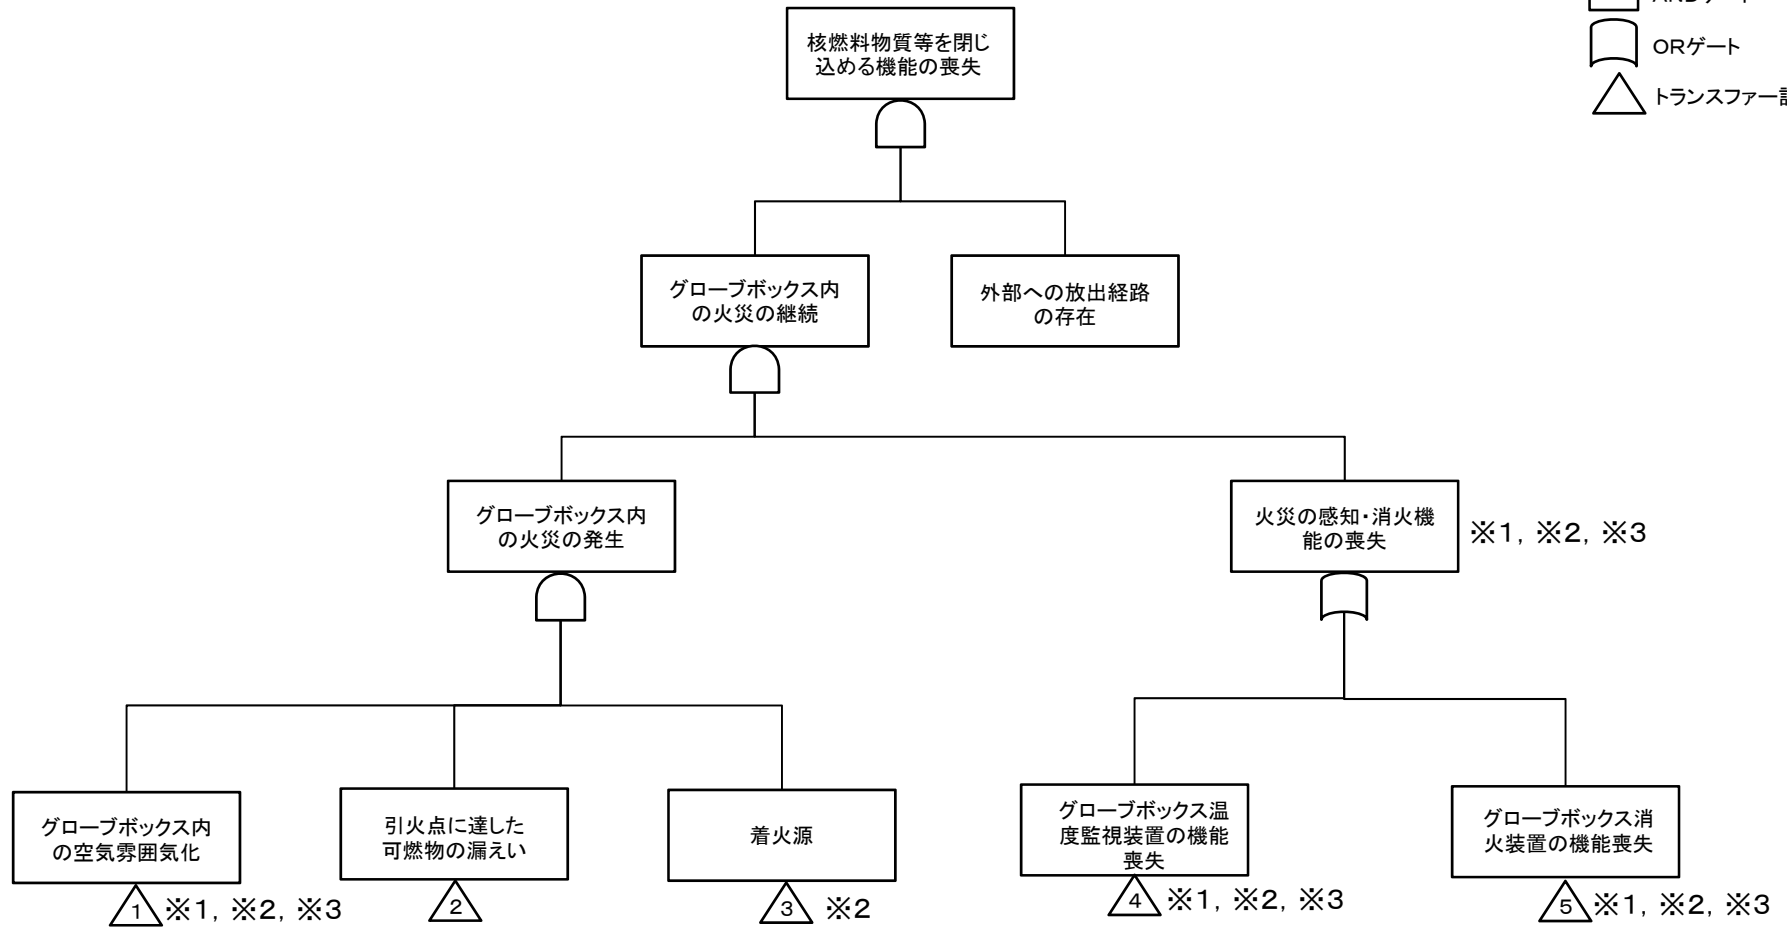 核燃料物質等を閉じ
込める機能の喪失
ORゲート
トランスファー
グローブボックス内
の火災の継続
外部への放出経路
の存在
グローブボックス内
の火災の発生
火災の感知・消火機
能の喪失
※1, ※2, ※3
グローブボックス内
の空気雰囲気化
引火点に達した
可燃物の漏えい
着火源
グローブボックス温
度監視装置の機能
喪失
グローブボックス消
火装置の機能喪失
1 ※1, ※2, ※3
2
3 ※2
4 ※1, ※2, ※3
5 ※1, ※2, ※3